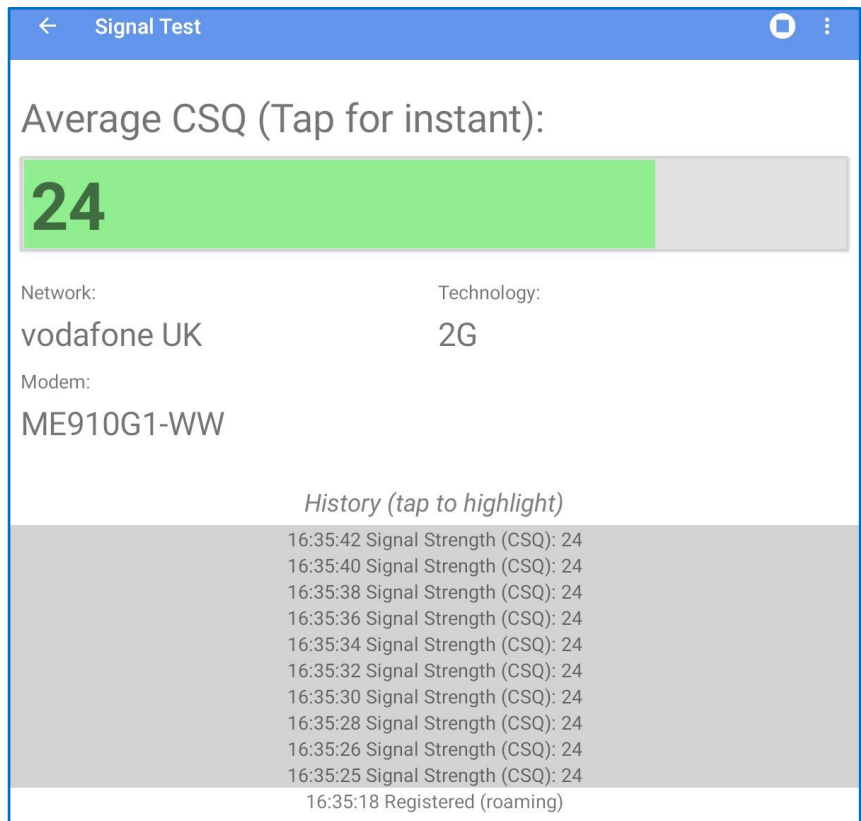 Signal Test
Average CSQ (Tap for instant):
24
Network: Technology:
vodafone UK 2G
Modem:
ME910G1-WW
History (tap to highlight)
16:35:42 Signal Strength (CSQ): 24
16:35:40 Signal Strength (CSQ): 24
16:35:38 Signal Strength (CSQ): 24
16:35:36 Signal Strength (CSQ): 24
16:35:34 Signal Strength (CSQ): 24
16:35:32 Signal Strength (CSQ): 24
16:35:30 Signal Strength (CSQ): 24
16:35:28 Signal Strength (CSQ): 24
16:35:26 Signal Strength (CSQ): 24
16:35:25 Signal Strength (CSQ): 24
16:35:18 Registered (roaming)